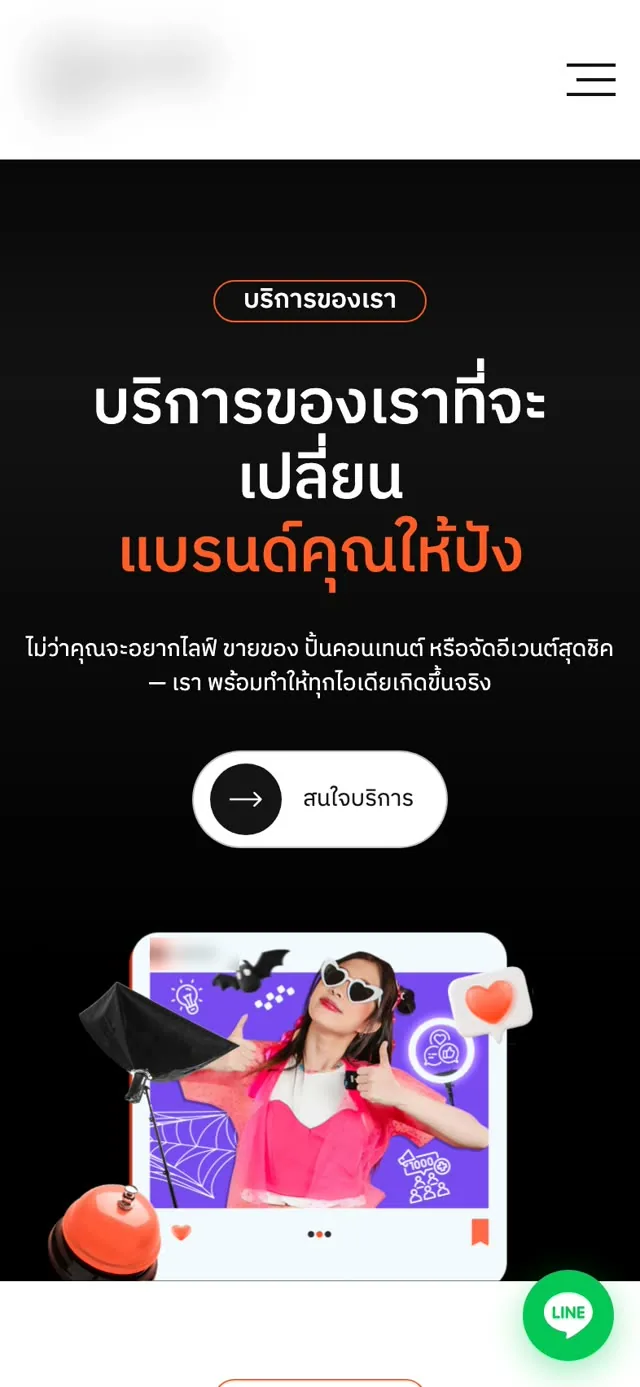 บริการของเรา
บริการของเราที่จะ
เปลี่ยน
แบรนด์คุณให้ปัง
ไม่ว่าคุณจะอยากไลฟ์ ขายของ ปั้นคอนเทนต์ หรือจัดอีเวนต์สุดชิค
— เรา พร้อมทำให้ทุกไอเดียเกิดขึ้นจริง
สนใจบริการ
1000
LINE